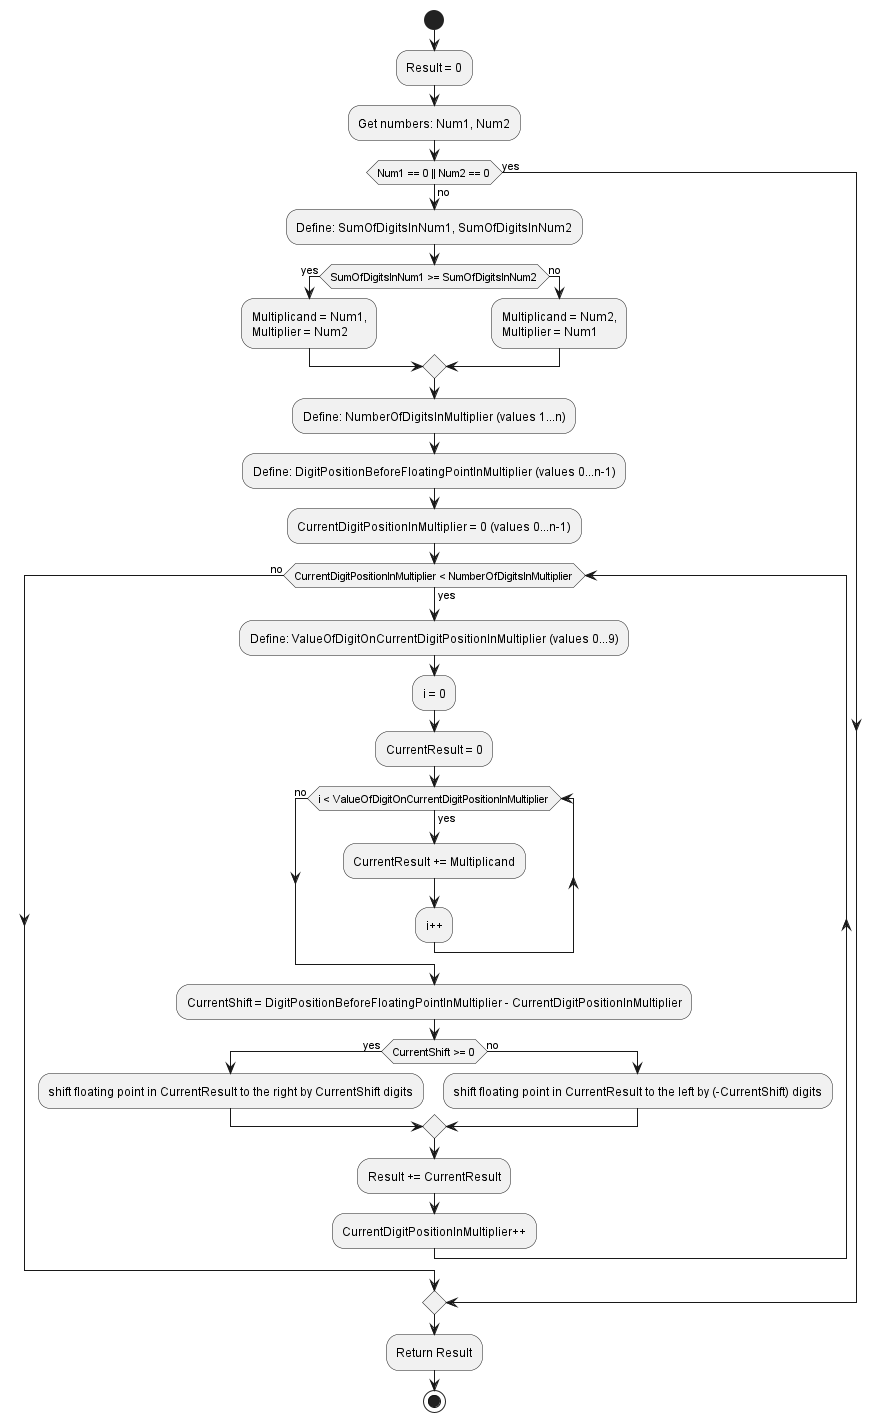 Result = 0
Get numbers: Num1, Num2
Num1 == 0 || Num2 == 0
yes
no
Define: SumOfDigitsInNum1, SumOfDigitsInNum2
yes
SumOfDigitsInNum1 >= SumOfDigitsInNum2
no
Multiplicand = Num1,
Multiplier = Num2
Multiplicand = Num2,
Multiplier = Num1
Define: NumberOfDigitsInMultiplier (values 1...n)
Define: DigitPositionBeforeFloatingPointInMultiplier (values 0...n-1)
CurrentDigitPositionInMultiplier = 0 (values 0...n-1)
no
CurrentDigitPositionInMultiplier < NumberOfDigitsInMultiplier
yes
Define: ValueOfDigitOnCurrentDigitPositionInMultiplier (values 0...9)
i = 0
CurrentResult = 0
no
i < ValueOfDigitOnCurrentDigitPositionInMultiplier
yes
CurrentResult += Multiplicand
i++
CurrentShift = DigitPositionBeforeFloatingPointInMultiplier - CurrentDigitPositionInMultiplier
yes
CurrentShift >= 0
no
shift floating point in CurrentResult to the right by CurrentShift digits
shift floating point in CurrentResult to the left by (-CurrentShift) digits
Result += CurrentResult
CurrentDigitPositionInMultiplier++
Return Result